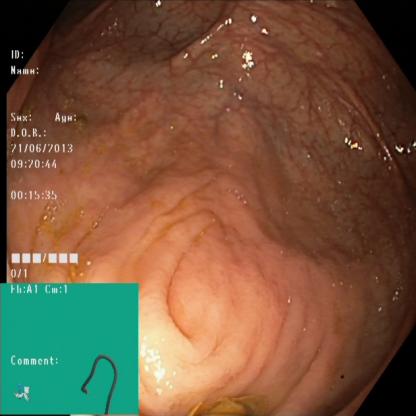 ID:
Name:
Sex: Age:
D.O.B.:
21/06/2013
09:20:44
00:15:35
■■■/■■■
0/1
Eh:A1 Cm:1
Comment: